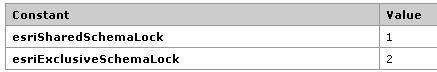 Constant Value
esriSharedSchemaLock 1
esriExclusiveSchemaLock 2